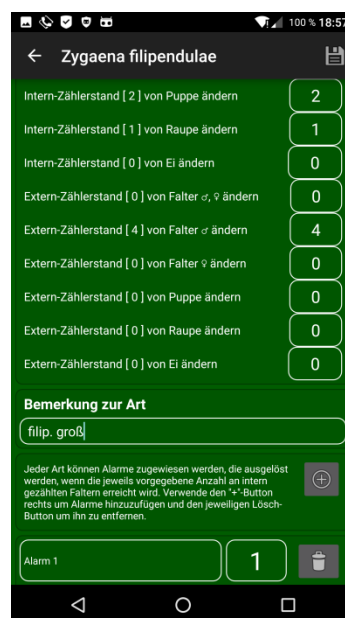 100 % 18:57
Zygaena filipendulae
Intern-Zählerstand [ 2 ] von Puppe ändern 2
Intern-Zählerstand [ 1 ] von Raupe ändern 1
Intern-Zählerstand [ 0 ] von Ei ändern 0
Extern-Zählerstand [ 0 ] von Falter ♂, ♀ ändern 0
Extern-Zählerstand [ 4 ] von Falter ♂ ändern 4
Extern-Zählerstand [ 0 ] von Falter ♀ ändern 0
Extern-Zählerstand [ 0 ] von Puppe ändern 0
Extern-Zählerstand [ 0 ] von Raupe ändern 0
Extern-Zählerstand [ 0 ] von Ei ändern 0
Bemerkung zur Art
filip. groß
Jeder Art können Alarme zugewiesen werden, die ausgelöst
werden, wenn die jeweils vorgegebene Anzahl an intern
gezählten Faltern erreicht wird. Verwende den "+"-Button
rechts um Alarme hinzuzufügen und den jeweiligen Lösch-
Button um ihn zu entfernen.
Alarm 1 1